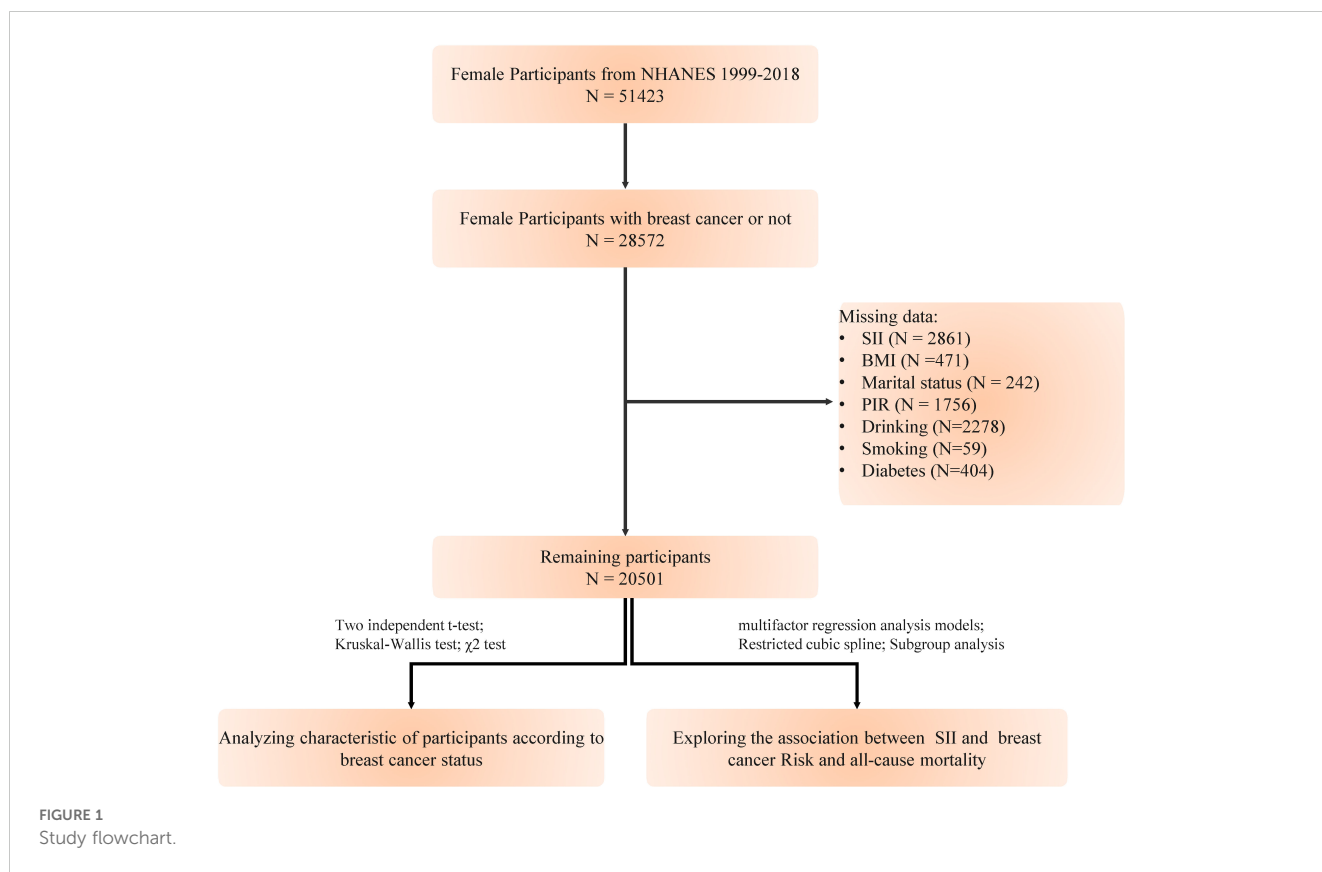 Female Participants from NHANES 1999-2018
N = 51423
Female Participants with breast cancer or not
N = 28572
Missing data:
• SII (N = 2861)
• BMI (N =471)
• Marital status (N = 242)
• PIR (N = 1756)
• Drinking (N=2278)
• Smoking (N=59)
• Diabetes (N=404)
Remaining participants
N = 20501
Two independent t-test;
Kruskal-Wallis test; χ2 test
multifactor regression analysis models;
Restricted cubic spline; Subgroup analysis
Analyzing characteristic of participants according to
breast cancer status
Exploring the association between SII and breast
cancer Risk and all-cause mortality
FIGURE 1
Study flowchart.